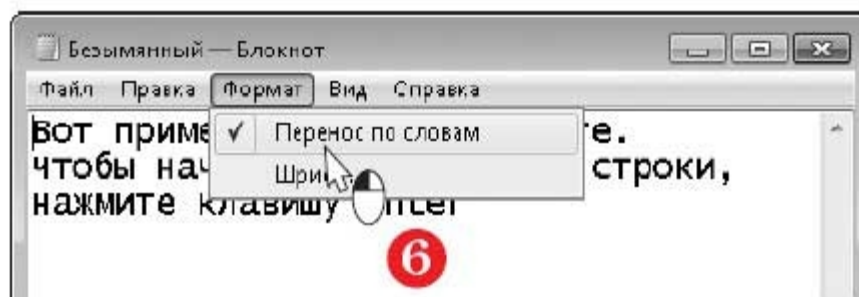 Безымянный — Блокнот
Файл Правка Формат Вид Справка
Вот приме е.
✓ Перенос по словам
чтобы нач строки,
Шри
нажмите клавишу nter
6